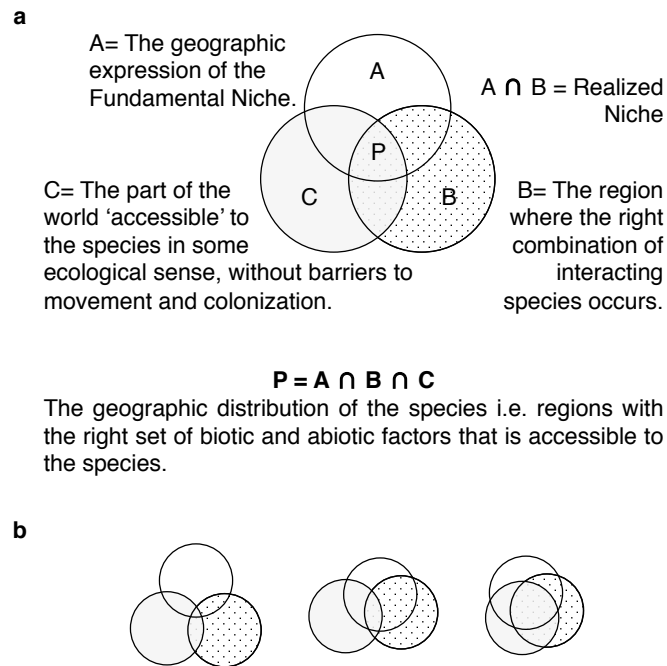 a
A= The geographic
expression of the
Fundamental Niche.
A
A ∩ B = Realized
Niche
P
C= The part of the
world ‘accessible’ to
the species in some
ecological sense, without barriers to
movement and colonization.
C
B
B= The region
where the right
combination of
interacting
species occurs.
P = A ∩ B ∩ C
The geographic distribution of the species i.e. regions with
the right set of biotic and abiotic factors that is accessible to
the species.
b